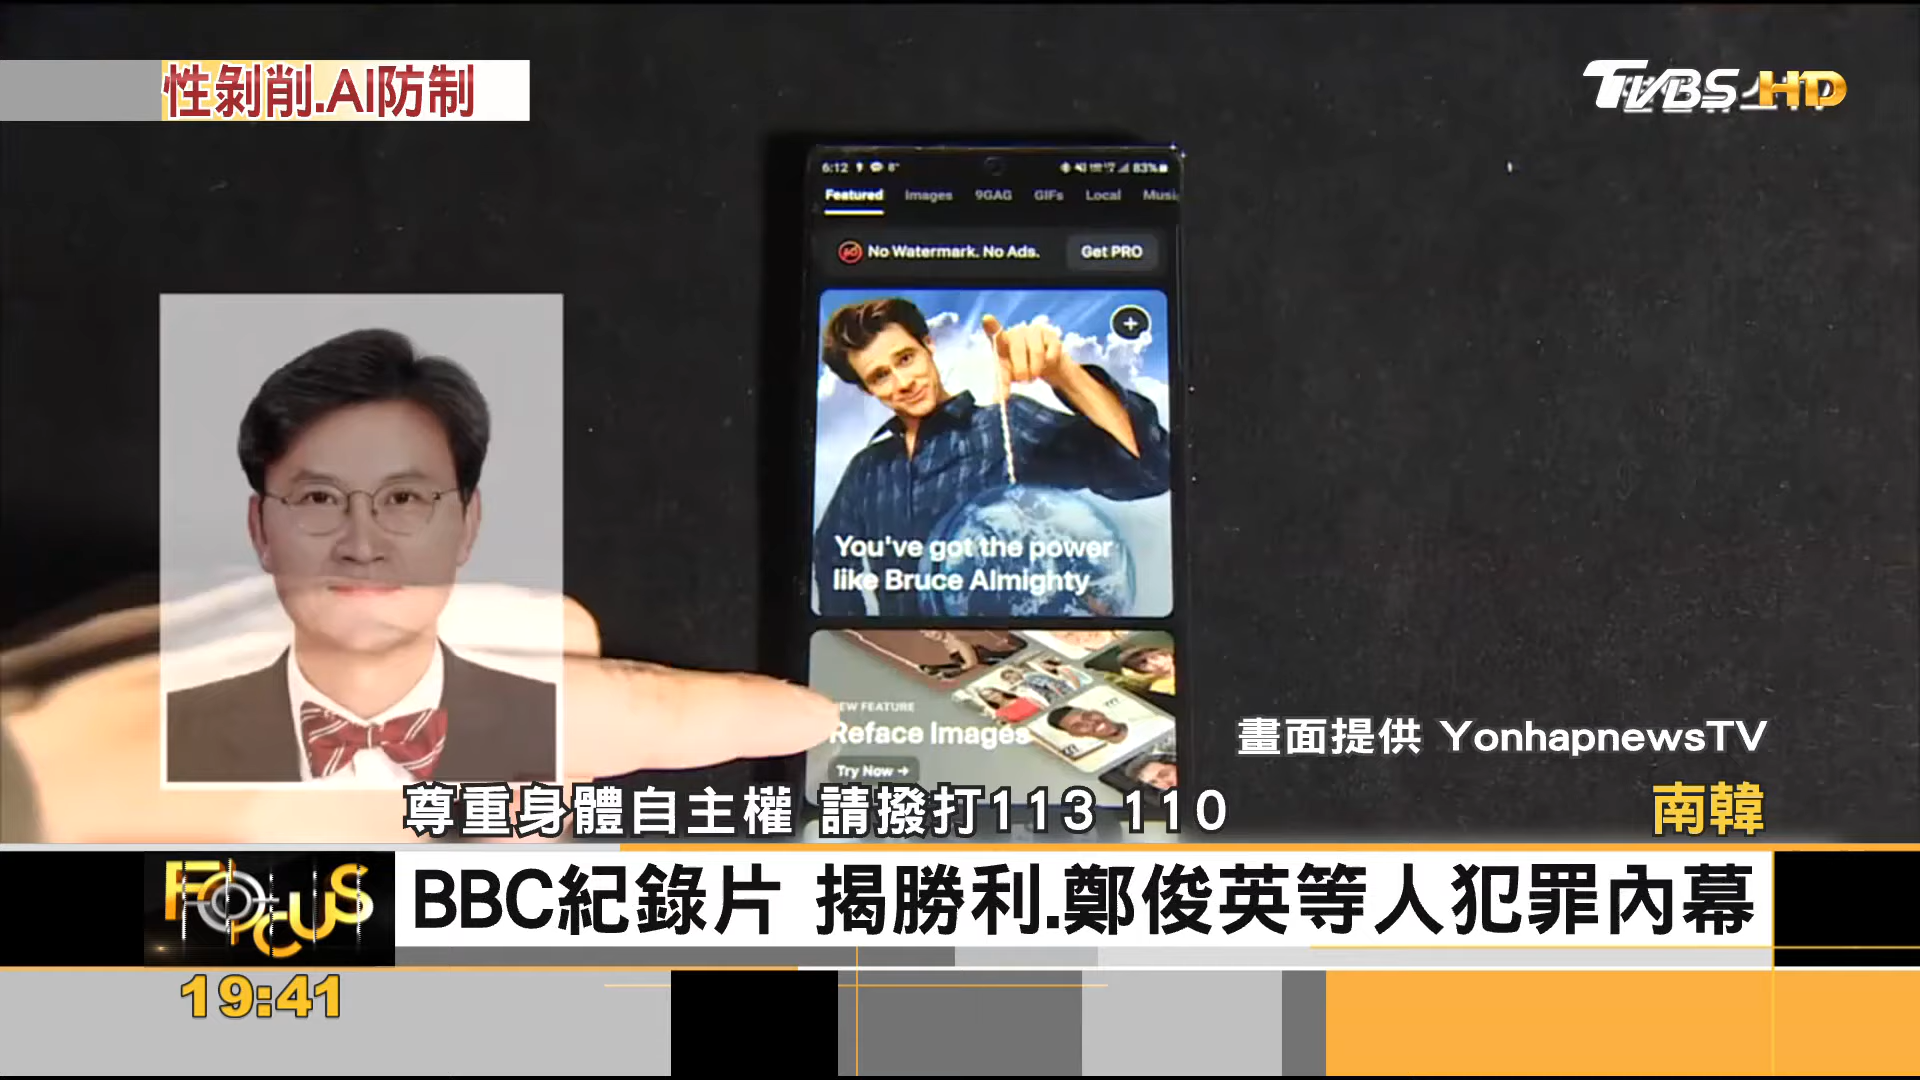 性剝削.AI防制
TVBS HD
6:12
83%
Featured Images 9GAG GIFs Local Music
No Watermark. No Ads. Get PRO
You've got the power
like Bruce Almighty
NEW FEATURE
Reface Images
Try Now →
畫面提供 YonhapnewsTV
尊重身體自主權 請撥打113 110
南韓
FOCUS
BBC紀錄片 揭勝利.鄭俊英等人犯罪內幕
19:41